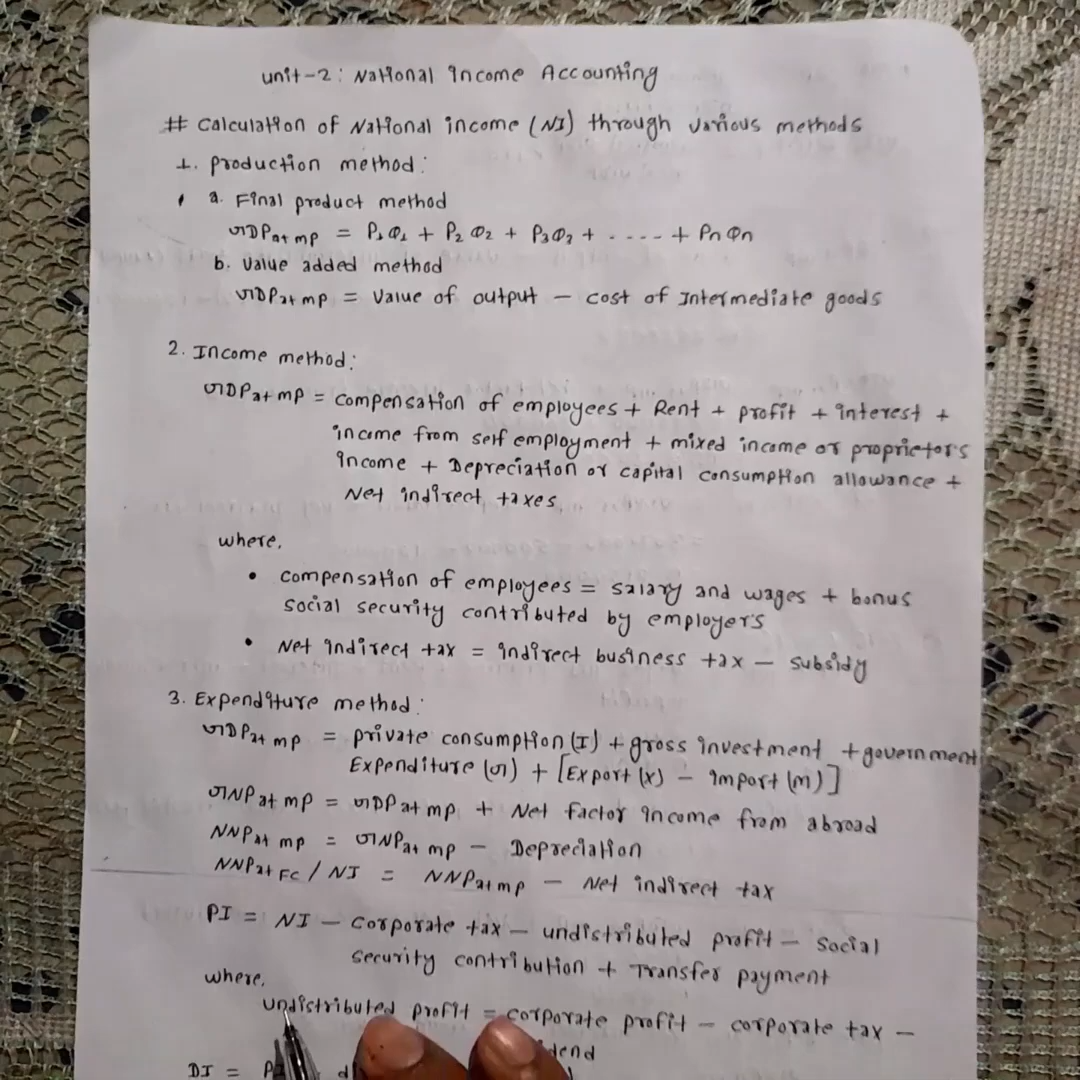 Unit-2: National Income Accounting
# Calculation of National income (NI) through various methods
1. Production method:
a. Final product method
GDPat mp = P1Q1 + P2Q2 + P3Q3 + ..... + PnQn
b. Value added method
GDPat mp = Value of output - cost of Intermediate goods
2. Income method:
GDPat mp = compensation of employees + Rent + profit + interest +
income from self employment + mixed income or proprietor's
income + Depreciation or capital consumption allowance +
Net indirect taxes
where,
• compensation of employees = salary and wages + bonus
social security contributed by employer's
• Net indirect tax = indirect business tax - subsidy
3. Expenditure method:
GDPat mp = private consumption (I) + gross investment + government
Expenditure (G) + [Export (x) - Import (m)]
GNPat mp = GDPat mp + Net factor income from abroad
NNPat mp = GNPat mp - Depreciation
NNPat FC / NI = NNPat mp - Net indirect tax
PI = NI - corporate tax - undistributed profit - social
security contribution + Transfer payment
where,
undistributed profit = corporate profit - corporate tax -
DI =